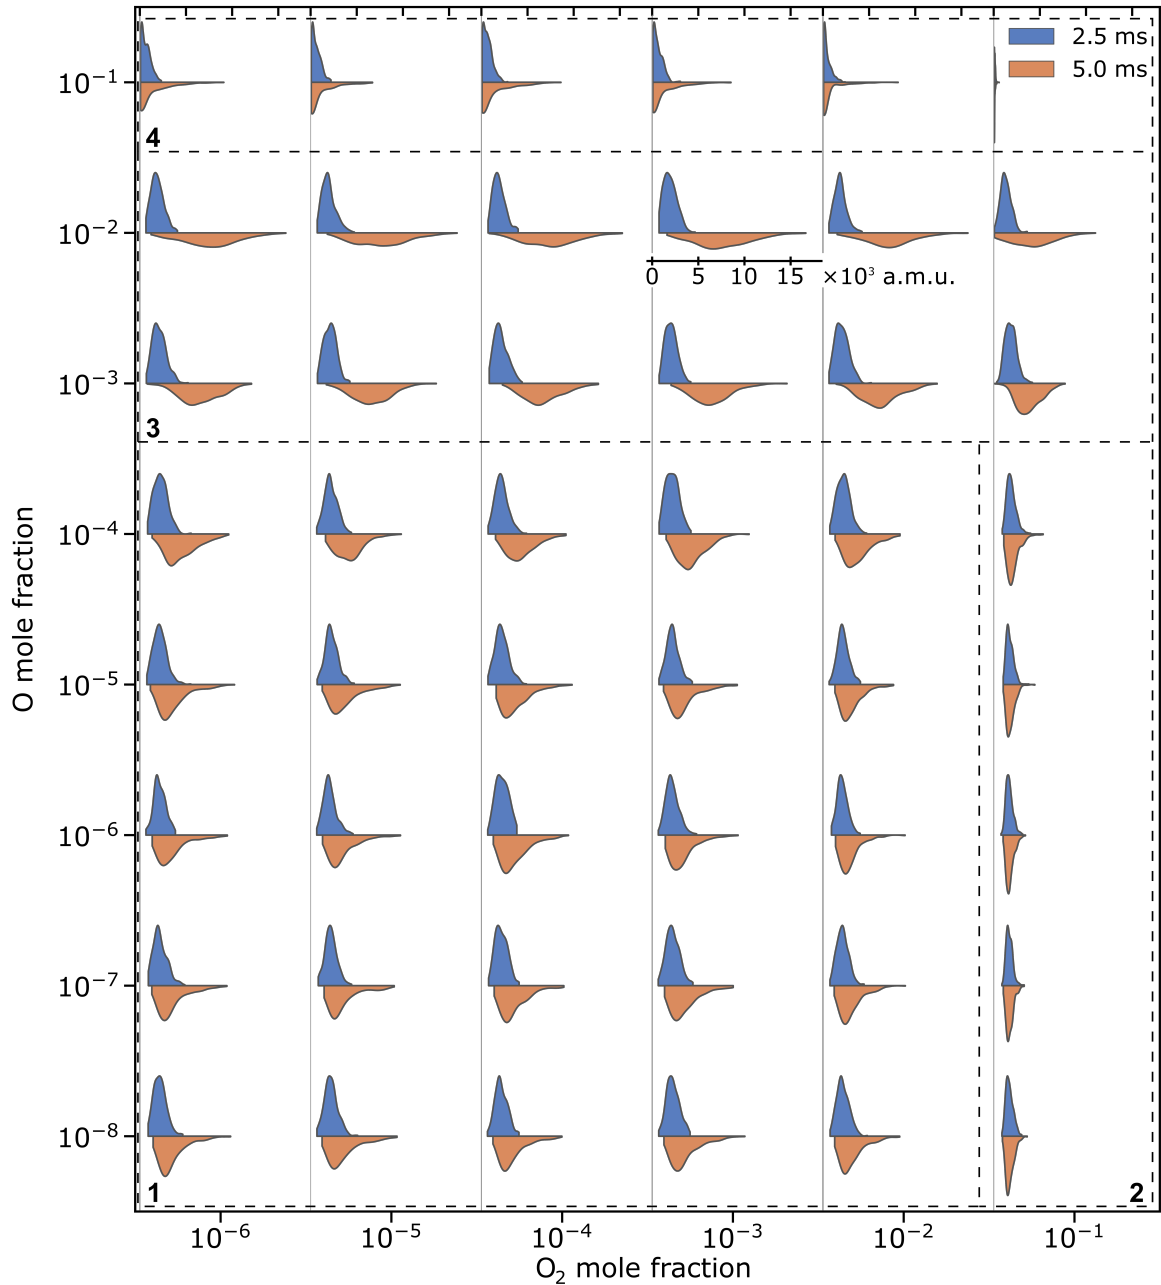 2.5 ms
5.0 ms
10⁻¹
4
10⁻²
0 5 10 15 ×10³ a.m.u.
10⁻³
3
10⁻⁴
O mole fraction
10⁻⁵
10⁻⁶
10⁻⁷
10⁻⁸
1 2
10⁻⁶ 10⁻⁵ 10⁻⁴ 10⁻³ 10⁻² 10⁻¹
O₂ mole fraction